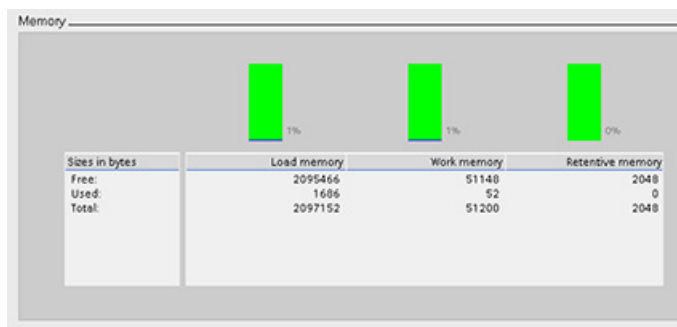 Memory
1% 1% 0%
Sizes in bytes Load memory Work memory Retentive memory
Free: 2095466 51148 2048
Used: 1686 52 0
Total: 2097152 51200 2048